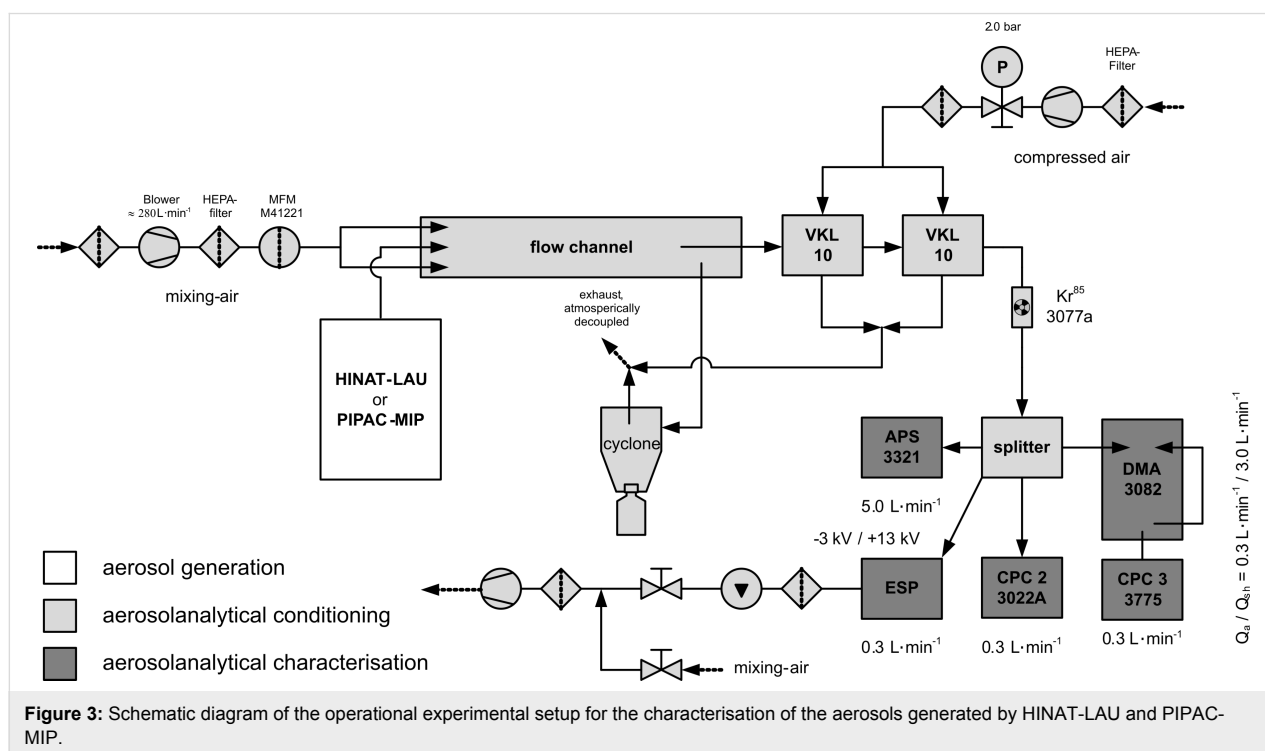 2.0 bar
HEPA-
Filter
P
compressed air
Blower
≈ 280L·min⁻¹
HEPA-
filter
MFM
M41221
mixing-air
flow channel
VKL
10
VKL
10
Kr⁸⁵
3077a
exhaust,
atmosperically
decoupled
HINAT-LAU
or
PIPAC-MIP
cyclone
APS
3321
5.0 L·min⁻¹
splitter
DMA
3082
Qₐ / Qₛₕ = 0.3 L·min⁻¹ / 3.0 L·min⁻¹
-3 kV / +13 kV
ESP
0.3 L·min⁻¹
CPC 2
3022A
0.3 L·min⁻¹
CPC 3
3775
0.3 L·min⁻¹
mixing-air
aerosol generation
aerosolanalytical conditioning
aerosolanalytical characterisation
Figure 3: Schematic diagram of the operational experimental setup for the characterisation of the aerosols generated by HINAT-LAU and PIPAC-
MIP.